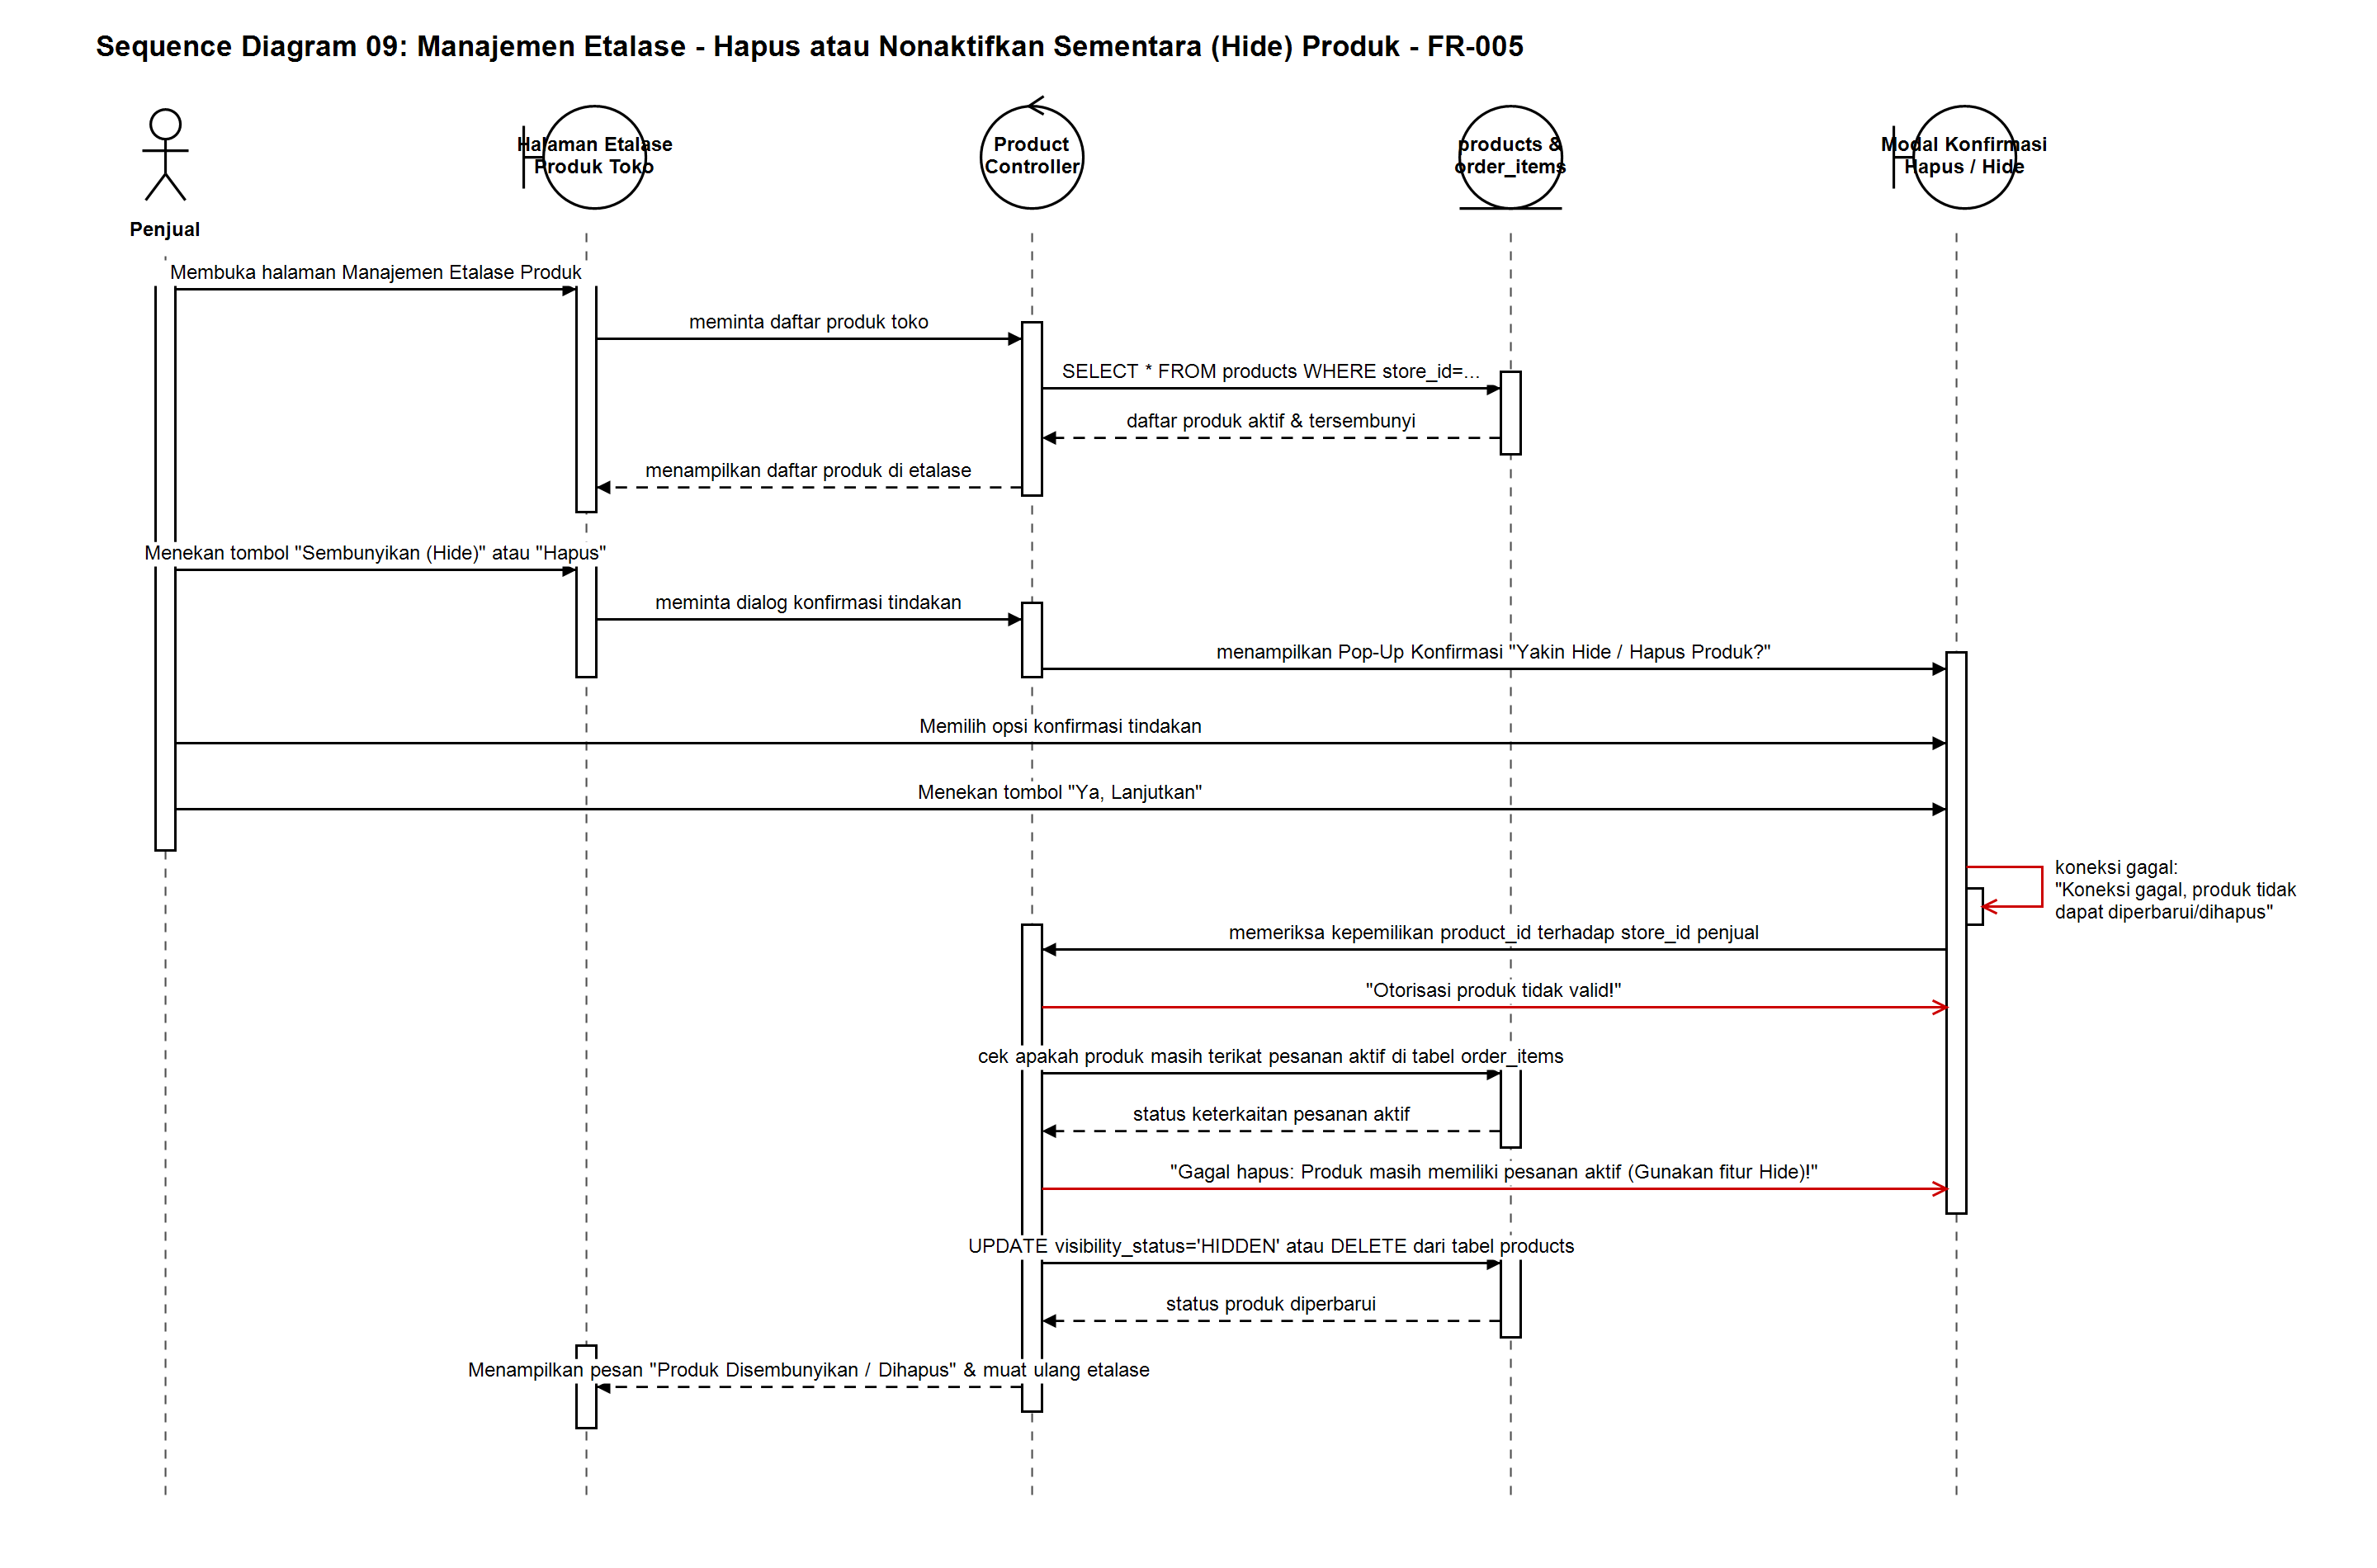 Sequence Diagram 09: Manajemen Etalase - Hapus atau Nonaktifkan Sementara (Hide) Produk - FR-005
Halaman Etalase
Produk Toko
Product
Controller
products &
order_items
Modal Konfirmasi
Hapus / Hide
Penjual
Membuka halaman Manajemen Etalase Produk
meminta daftar produk toko
SELECT * FROM products WHERE store_id=...
daftar produk aktif & tersembunyi
menampilkan daftar produk di etalase
Menekan tombol "Sembunyikan (Hide)" atau "Hapus"
meminta dialog konfirmasi tindakan
menampilkan Pop-Up Konfirmasi "Yakin Hide / Hapus Produk?"
Memilih opsi konfirmasi tindakan
Menekan tombol "Ya, Lanjutkan"
koneksi gagal:
"Koneksi gagal, produk tidak
dapat diperbarui/dihapus"
memeriksa kepemilikan product_id terhadap store_id penjual
"Otorisasi produk tidak valid!"
cek apakah produk masih terikat pesanan aktif di tabel order_items
status keterkaitan pesanan aktif
"Gagal hapus: Produk masih memiliki pesanan aktif (Gunakan fitur Hide)!"
UPDATE visibility_status='HIDDEN' atau DELETE dari tabel products
status produk diperbarui
Menampilkan pesan "Produk Disembunyikan / Dihapus" & muat ulang etalase